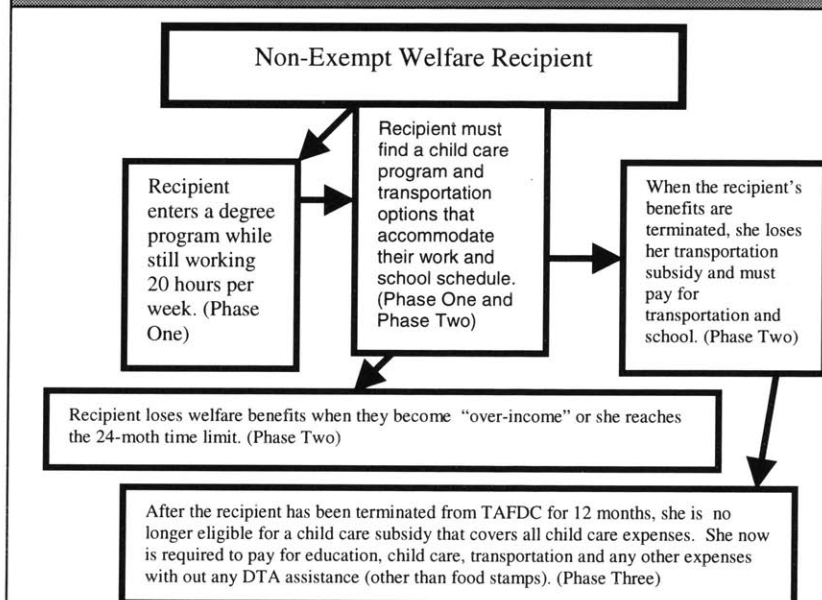 Non-Exempt Welfare Recipient
Recipient
enters a degree
program while
still working
20 hours per
week. (Phase
One)
Recipient must
find a child care
program and
transportation
options that
accommodate
their work and
school schedule.
(Phase One and
Phase Two)
When the recipient's
benefits are
terminated, she loses
her transportation
subsidy and must
pay for
transportation and
school. (Phase Two)
Recipient loses welfare benefits when they become "over-income" or she reaches
the 24-moth time limit. (Phase Two)
After the recipient has been terminated from TAFDC for 12 months, she is no
longer eligible for a child care subsidy that covers all child care expenses. She now
is required to pay for education, child care, transportation and any other expenses
with out any DTA assistance (other than food stamps). (Phase Three)